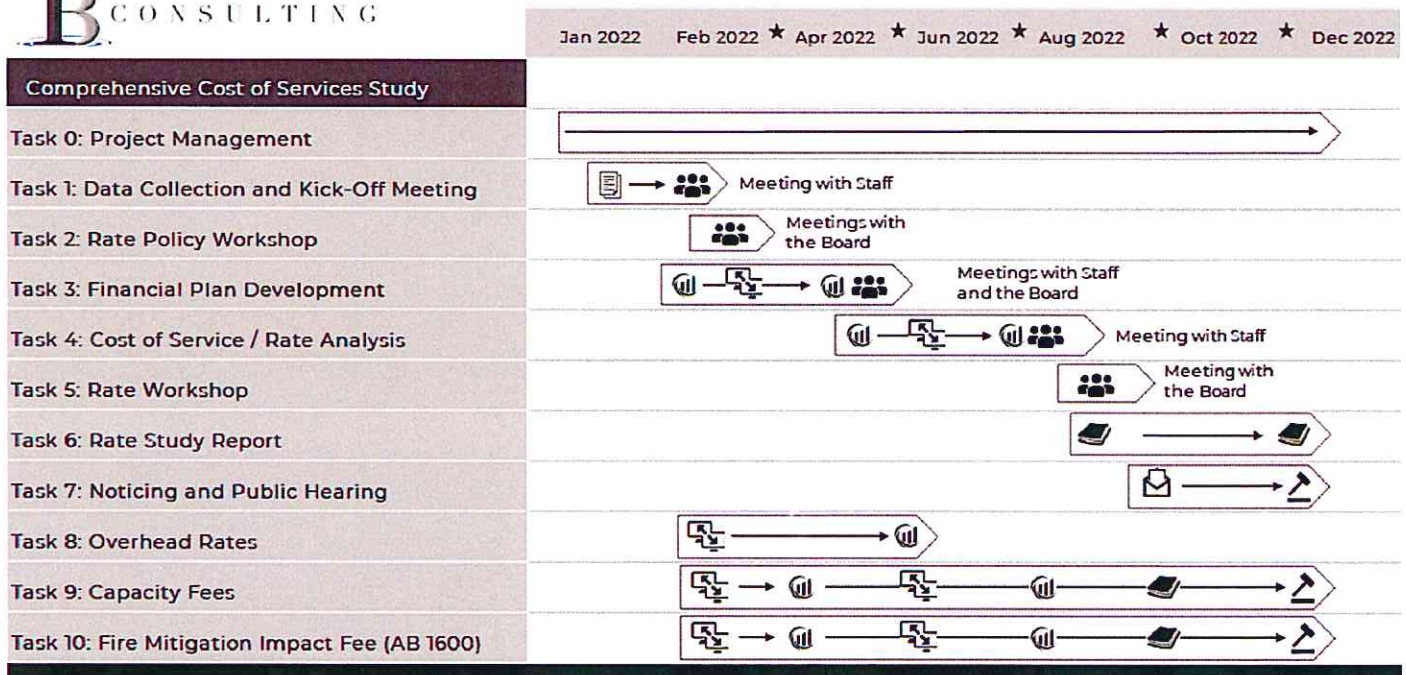 B CONSULTING
Jan 2022 Feb 2022 ★ Apr 2022 ★ Jun 2022 ★ Aug 2022 ★ Oct 2022 ★ Dec 2022
Comprehensive Cost of Services Study
Task 0: Project Management
Task 1: Data Collection and Kick-Off Meeting
Meeting with Staff
Task 2: Rate Policy Workshop
Meetings with
the Board
Task 3: Financial Plan Development
Meetings with Staff
and the Board
Task 4: Cost of Service / Rate Analysis
Meeting with Staff
Task 5: Rate Workshop
Meeting with
the Board
Task 6: Rate Study Report
Task 7: Noticing and Public Hearing
Task 8: Overhead Rates
Task 9: Capacity Fees
Task 10: Fire Mitigation Impact Fee (AB 1600)